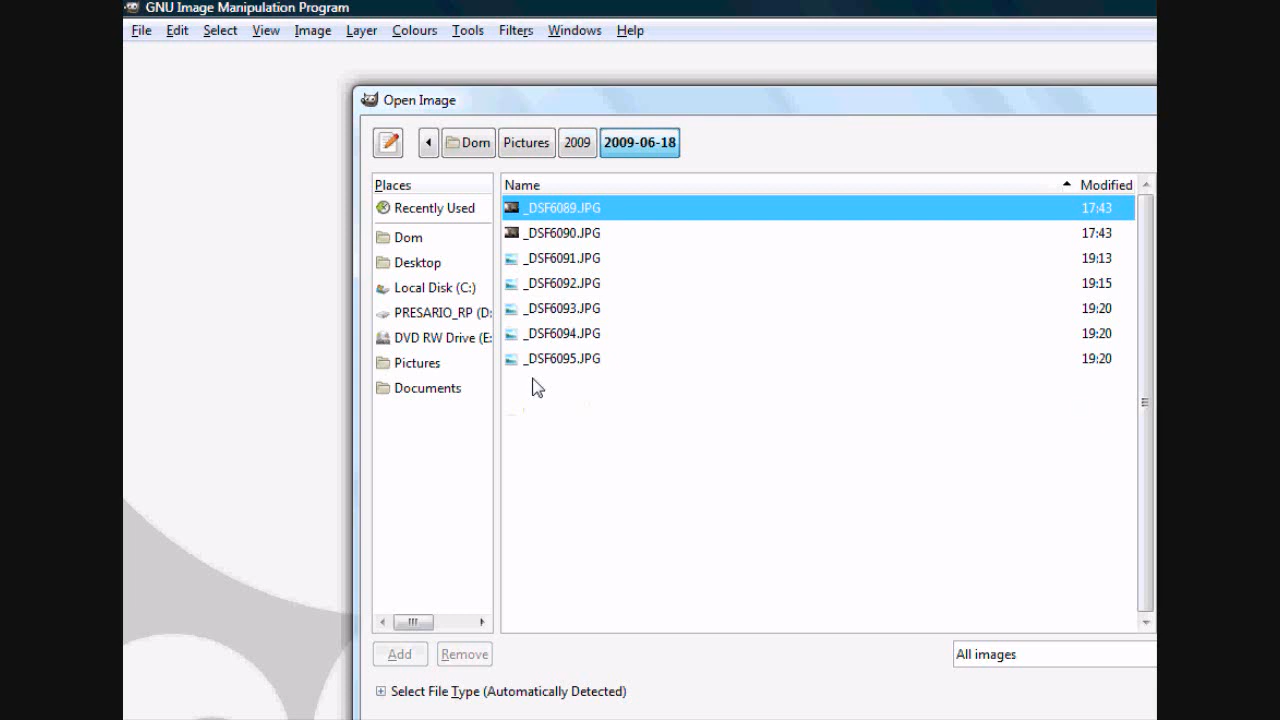 GNU Image Manipulation Program
File Edit Select View Image Layer Colours Tools Filters Windows Help
Open Image
Dom Pictures 2009 2009-06-18
Places
Recently Used
Dom
Desktop
Local Disk (C:)
PRESARIO_RP (D:
DVD RW Drive (E:
Pictures
Documents
Name Modified
_DSF6089.JPG 17:43
_DSF6090.JPG 17:43
_DSF6091.JPG 19:13
_DSF6092.JPG 19:15
_DSF6093.JPG 19:20
_DSF6094.JPG 19:20
_DSF6095.JPG 19:20
Add Remove
All images
Select File Type (Automatically Detected)